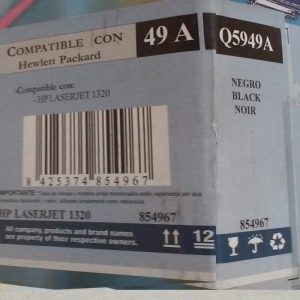 COMPATIBLE CON
Hewlett Packard
49 A
-Compatible con:
-HP LASERJET 1320
8 425374 854967
IMPORTANTE:
HP LASERJET 1320 854967
All company, products and brand names
are property of their respective owners.
12
Q5949A
NEGRO
BLACK
NOIR
854967